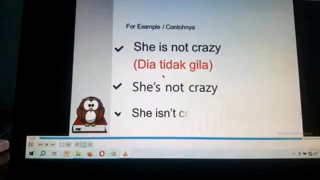 For Example / Contohnya
She is not crazy
(Dia tidak gila)
She's not crazy
She isn't